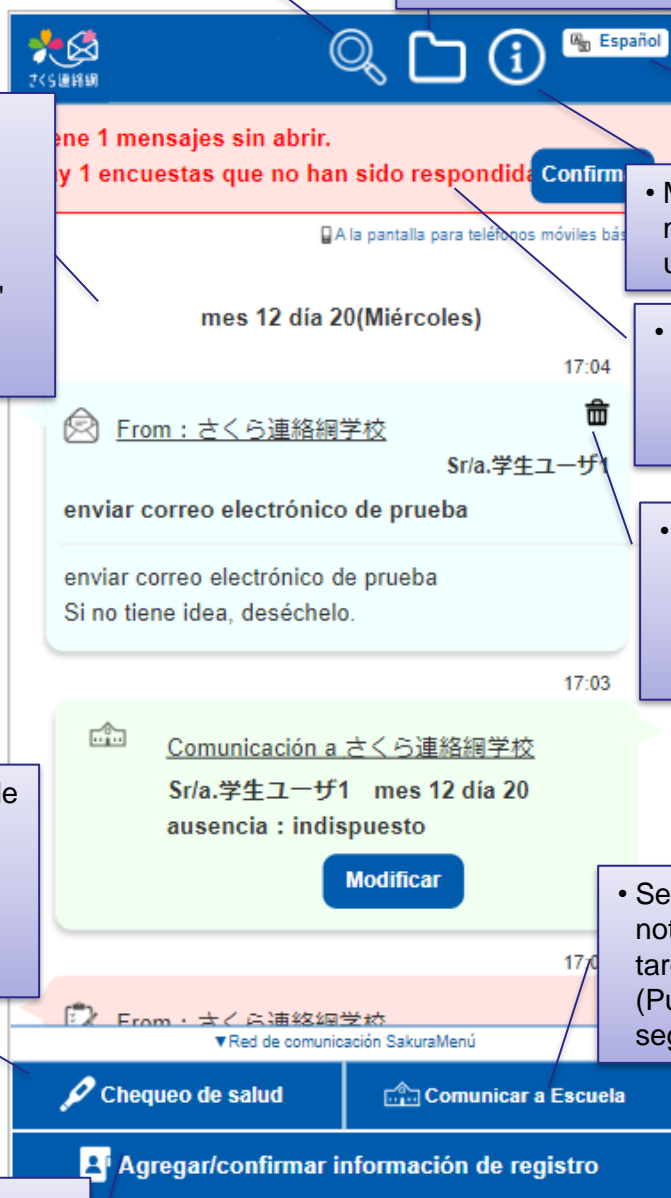 Español
さくら連絡網
ene 1 mensajes sin abrir.
y 1 encuestas que no han sido respondida
Confirm
A la pantalla para teléfonos móviles bás
mes 12 día 20(Miércoles)
17:04
From：さくら連絡網学校
Sr/a.学生ユーザ1
enviar correo electrónico de prueba
enviar correo electrónico de prueba
Si no tiene idea, deséchelo.
17:03
Comunicación a さくら連絡網学校
Sr/a.学生ユーザ1 mes 12 día 20
ausencia : indispuesto
Modificar
17:0
From：さくら連絡網学校
▼Red de comunicación SakuraMenú
Chequeo de salud
Comunicar a Escuela
Agregar/confirmar información de registro
• Se
not
tar
(Pu
seg